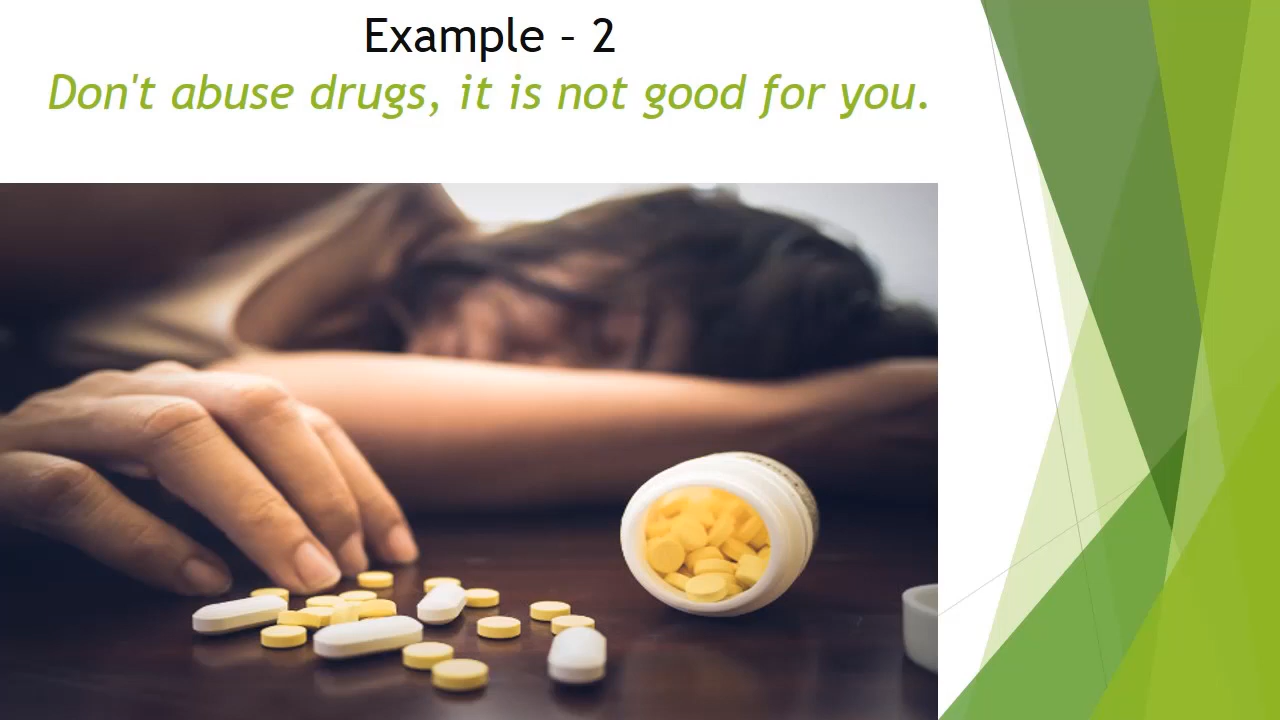 Example – 2
Don't abuse drugs, it is not good for you.